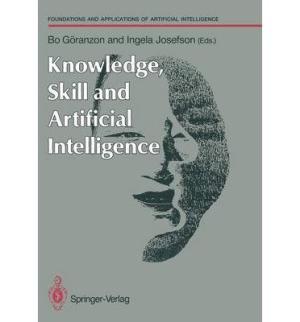 FOUNDATIONS AND APPLICATIONS OF ARTIFICIAL INTELLIGENCE
Bo Göranzon and Ingela Josefson (Eds.)
Knowledge,
Skill and
Artificial
Intelligence
Springer-Verlag